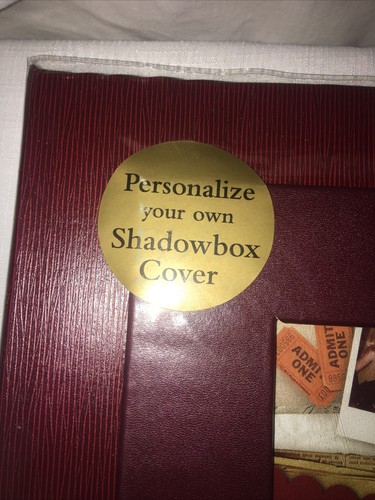 Personalize
your own
Shadowbox
Cover
ADMIT
ONE
ADMIT
ONE